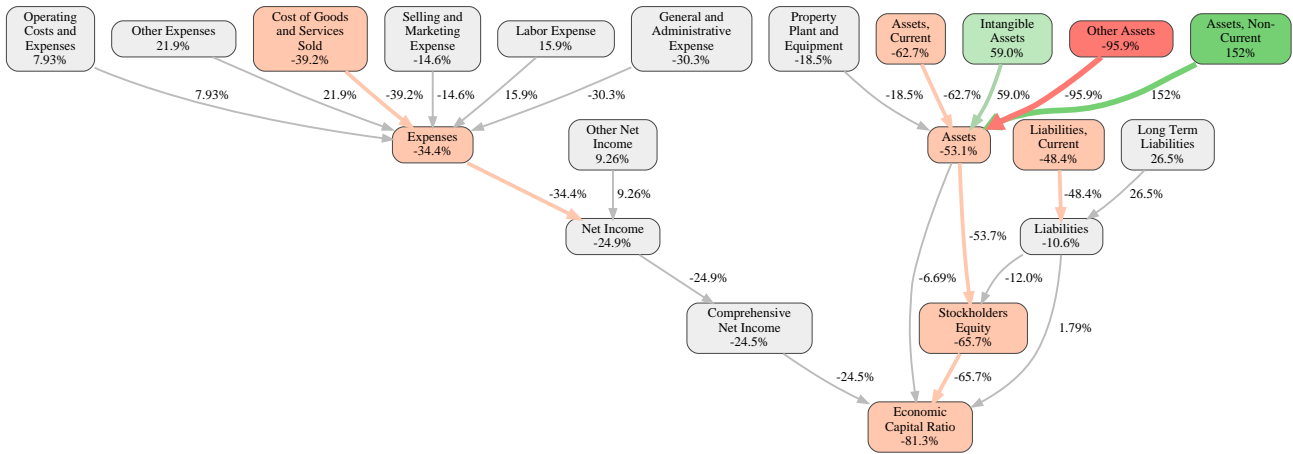 Operating
Costs and
Expenses
7.93%
Other Expenses
21.9%
Cost of Goods
and Services
Sold
-39.2%
Selling and
Marketing
Expense
-14.6%
Labor Expense
15.9%
General and
Administrative
Expense
-30.3%
Property
Plant and
Equipment
-18.5%
Assets,
Current
-62.7%
Intangible
Assets
59.0%
Other Assets
-95.9%
Assets, Non-
Current
152%
7.93%
21.9%
-39.2%
-14.6%
15.9%
-30.3%
-18.5%
-62.7%
59.0%
-95.9%
152%
Expenses
-34.4%
Other Net
Income
9.26%
Assets
-53.1%
Liabilities,
Current
-48.4%
Long Term
Liabilities
26.5%
-34.4%
9.26%
-48.4%
26.5%
Net Income
-24.9%
-53.7%
Liabilities
-10.6%
-24.9%
-6.69%
-12.0%
Comprehensive
Net Income
-24.5%
Stockholders
Equity
-65.7%
1.79%
-24.5%
-65.7%
Economic
Capital Ratio
-81.3%